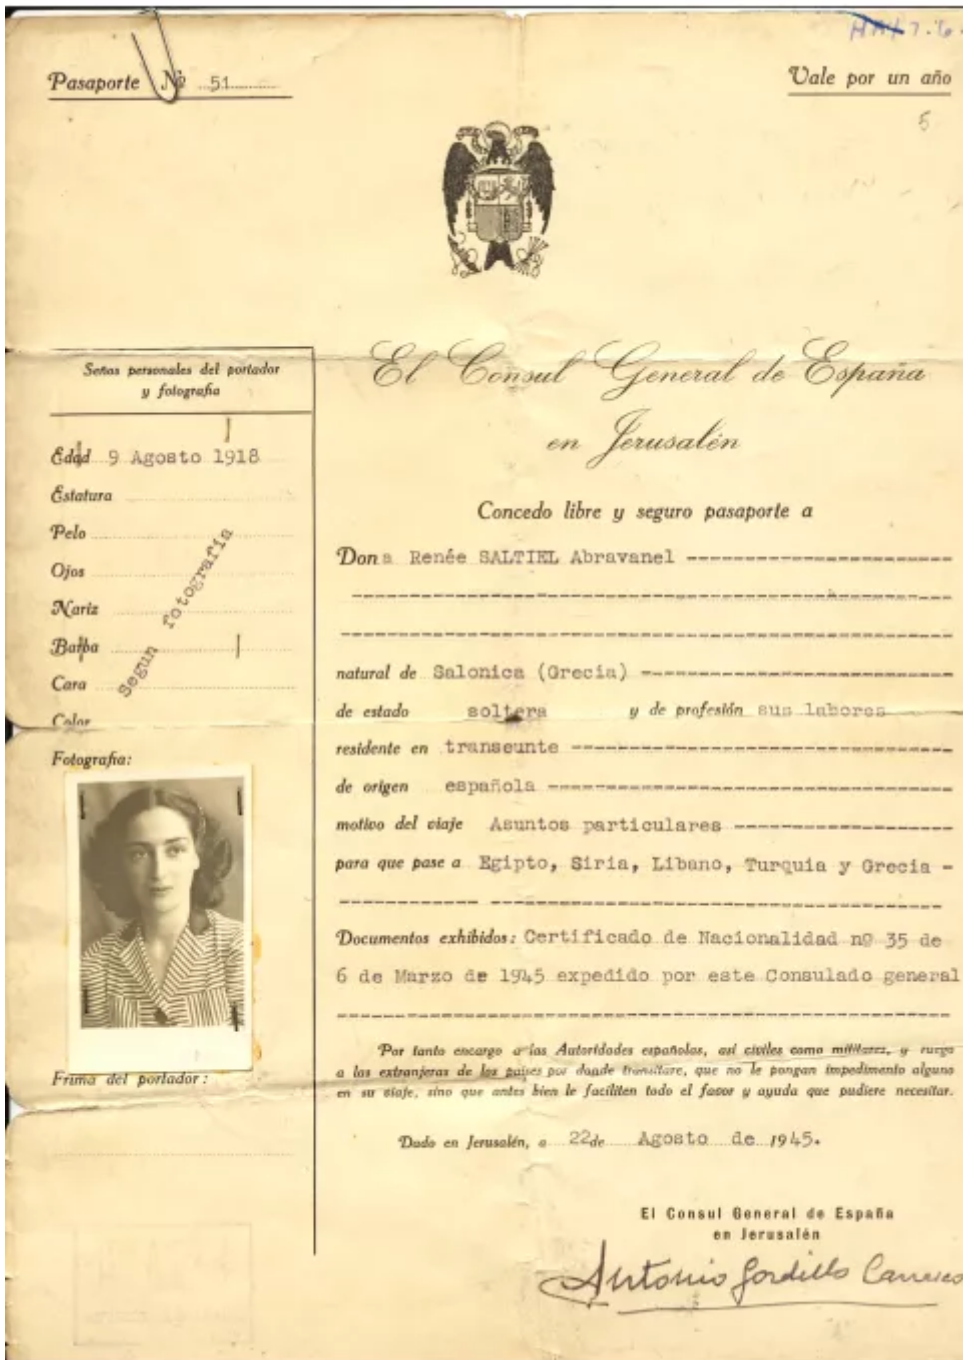 Pasaporte Nº 51
Vale por un año
5
Señas personales del portador
y fotografia
Edad 9 Agosto 1918
Estatura
Pelo
Ojos
Nariz
Barba
Cara
Color
Segun fotografia
Fotografia:
Frima del portador:
El Consul General de España
en Jerusalén
Concedo libre y seguro pasaporte a
Dona Renée SALTIEL Abravanel
natural de Salonica (Grecia)
de estado soltera y de profesión sus labores
residente en transeunte
de origen española
motivo del viaje Asuntos particulares
para que pase a Egipto, Siria, Libano, Turquia y Grecia -
Documentos exhibidos: Certificado de Nacionalidad nº 35 de
6 de Marzo de 1945 expedido por este Consulado general
Por tanto encargo a las Autoridades españolas, así civiles como militares, y ruego
a las extranjeras de los países por donde transitare, que no le pongan impedimento alguno
en su viaje, sino que antes bien le faciliten todo el favor y ayuda que pudiere necesitar.
Dado en Jerusalén, a 22 de Agosto de 1945.
El Consul General de España
en Jerusalén
Antonio Gordillo Carrasco